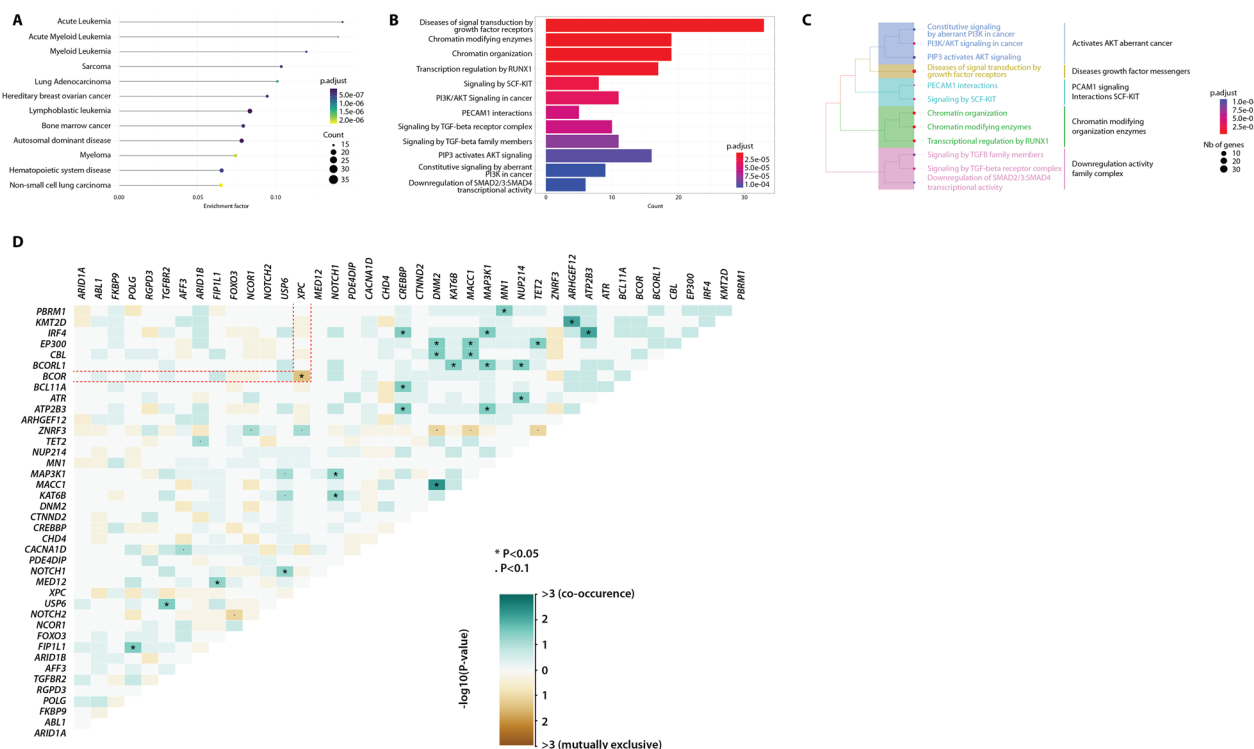 A
Acute Leukemia
Acute Myeloid Leukemia
Myeloid Leukemia
Sarcoma
Lung Adenocarcinoma
Hereditary breast ovarian cancer
Lymphoblastic leukemia
Bone marrow cancer
Autosomal dominant disease
Myeloma
Hematopoietic system disease
Non-small cell lung carcinoma
0.00 0.05 0.10
Enrichment factor
p.adjust
5.0e-07
1.0e-06
1.5e-06
2.0e-06
Count
15
20
25
30
35
B
Diseases of signal transduction by
growth factor receptors
Chromatin modifying enzymes
Chromatin organization
Transcription regulation by RUNX1
Signaling by SCF-KIT
PI3K/AKT Signaling in cancer
PECAM1 interactions
Signaling by TGF-beta receptor complex
Signaling by TGF-beta family members
PIP3 activates AKT signaling
Constitutive signaling by aberrant
PI3K in cancer
Downregulation of SMAD2/3:SMAD4
transcriptional activity
0 10 20 30
Count
p.adjust
2.5e-05
5.0e-05
7.5e-05
1.0e-04
C
Constitutive signaling
by aberrant PI3K in cancer
PI3K/AKT signaling in cancer
PIP3 activates AKT signaling
Diseases of signal transduction by
growth factor receptors
PECAM1 interactions
Signaling by SCF-KIT
Chromatin organization
Chromatin modifying enzymes
Transcriptional regulation by RUNX1
Signaling by TGFB family members
Signaling by TGF-beta receptor complex
Downregulation of SMAD2/3:SMAD4
transcriptional activity
Activates AKT aberrant cancer
Diseases growth factor messengers
PCAM1 signaling
Interactions SCF-KIT
Chromatin modifying
organization enzymes
Downregulation activity
family complex
p.adjust
1.0e-
7.5e-
5.0e-
2.5e-
Nb of genes
10
20
30
D
ARID1A
ABL1
FKBP9
POLG
RGPD3
TGFBR2
AFF3
ARID1B
FIP1L1
FOXO3
NCOR1
NOTCH2
USP6
XPC
MED12
NOTCH1
PDE4DIP
CACNA1D
CHD4
CREBBP
CTNND2
DNM2
KAT6B
MACC1
MAP3K1
MN1
NUP214
TET2
ZNRF3
ARHGEF12
ATP2B3
ATR
BCL11A
BCOR
BCORL1
CBL
EP300
IRF4
KMT2D
PBRM1
PBRM1
KMT2D
IRF4
EP300
CBL
BCORL1
BCOR
BCL11A
ATR
ATP2B3
ARHGEF12
ZNRF3
TET2
NUP214
MN1
MAP3K1
MACC1
KAT6B
DNM2
CTNND2
CREBBP
CHD4
CACNA1D
PDE4DIP
NOTCH1
MED12
XPC
USP6
NOTCH2
NCOR1
FOXO3
FIP1L1
ARID1B
AFF3
TGFBR2
RGPD3
POLG
FKBP9
ABL1
ARID1A
* P<0.05
. P<0.1
-log10(P-value)
>3 (co-occurence)
2
1
0
1
2
>3 (mutually exclusive)